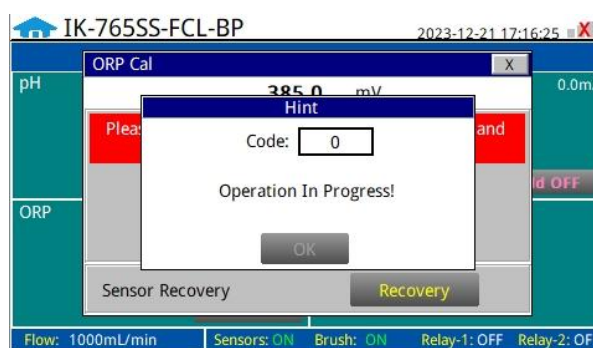 IK-765SS-FCL-BP
2023-12-21 17:16:25
X
ORP Cal
X
pH
385.0 mV
0.0m
Hint
and
Code: 0
Operation In Progress!
OFF
ORP
OK
Sensor Recovery
Recovery
Flow: 1000mL/min Sensors: ON Brush: ON Relay-1: OFF Relay-2: OF